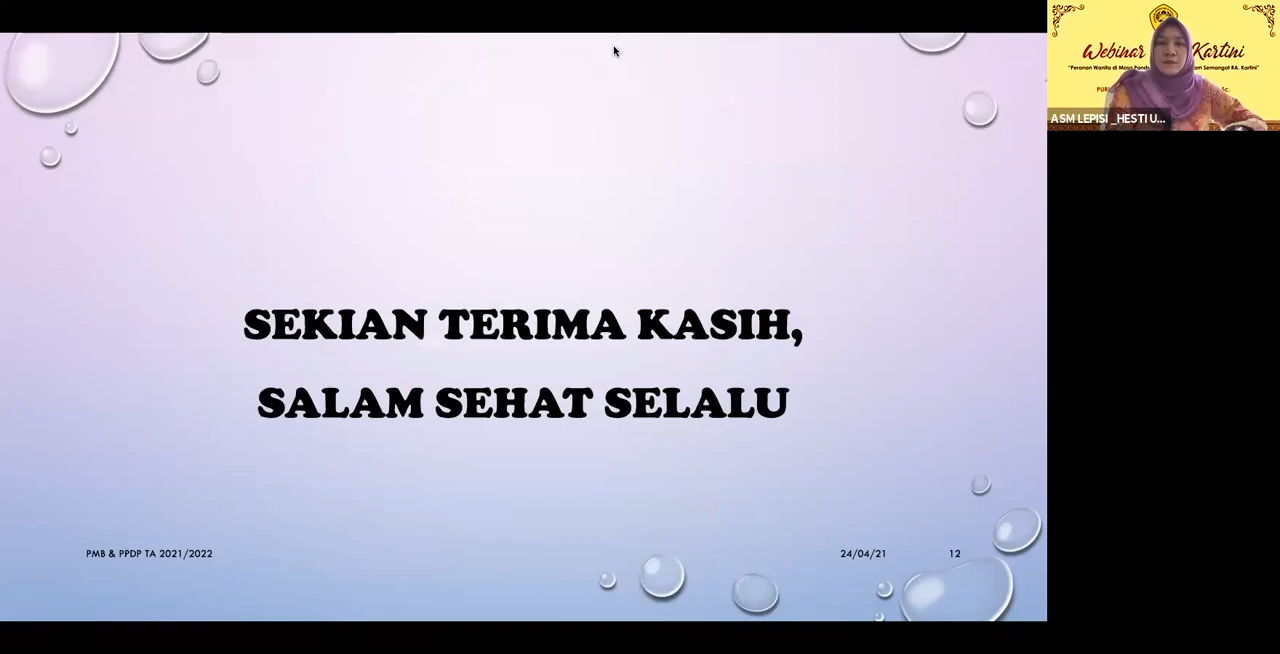 SEKIAN TERIMA KASIH,
SALAM SEHAT SELALU
PMB & PPDP TA 2021/2022
24/04/21
12
Webinar Kartini
"Peranan Wanita di Masa Semangat RA. Kartini"
ASM LEPISI _HESTI U...